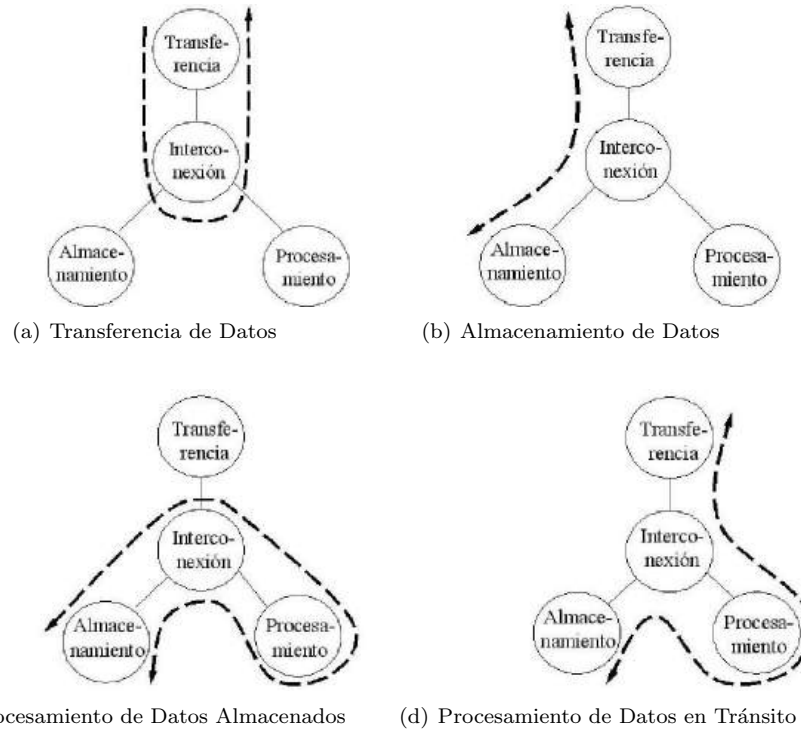 Transfe-
rencia
Interco-
nexión
Almace-
namiento
Procesa-
miento
(a) Transferencia de Datos
Transfe-
rencia
Interco-
nexión
Almace-
namiento
Procesa-
miento
(b) Almacenamiento de Datos
Transfe-
rencia
Interco-
nexión
Almace-
namiento
Procesa-
miento
ocesamiento de Datos Almacenados
Transfe-
rencia
Interco-
nexión
Almace-
namiento
Procesa-
miento
(d) Procesamiento de Datos en Tránsito